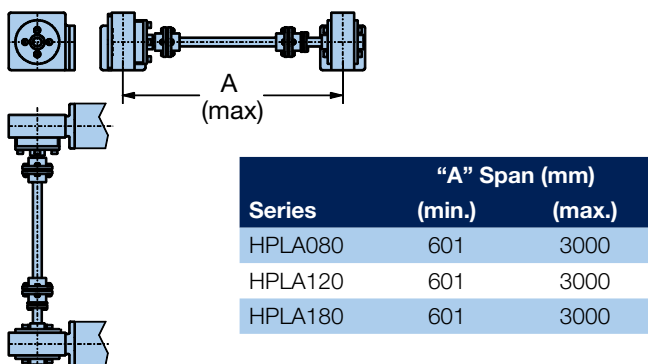 A
(max)
“A” Span (mm)
Series (min.) (max.)
HPLA080 601 3000
HPLA120 601 3000
HPLA180 601 3000